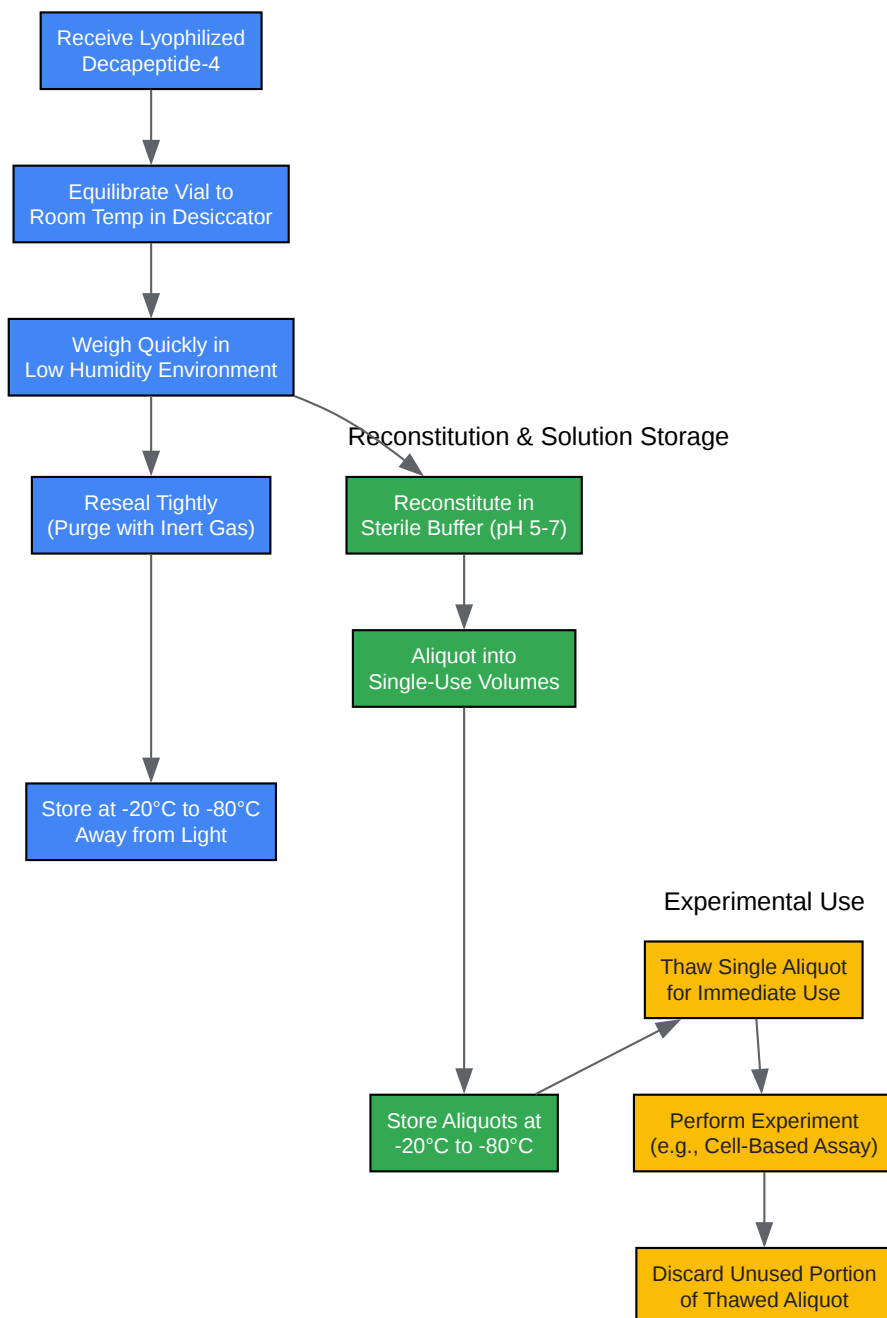 Receive Lyophilized
Decapeptide-4
Equilibrate Vial to
Room Temp in Desiccator
Weigh Quickly in
Low Humidity Environment
Reseal Tightly
(Purge with Inert Gas)
Store at -20°C to -80°C
Away from Light
Reconstitution & Solution Storage
Reconstitute in
Sterile Buffer (pH 5-7)
Aliquot into
Single-Use Volumes
Store Aliquots at
-20°C to -80°C
Experimental Use
Thaw Single Aliquot
for Immediate Use
Perform Experiment
(e.g., Cell-Based Assay)
Discard Unused Portion
of Thawed Aliquot